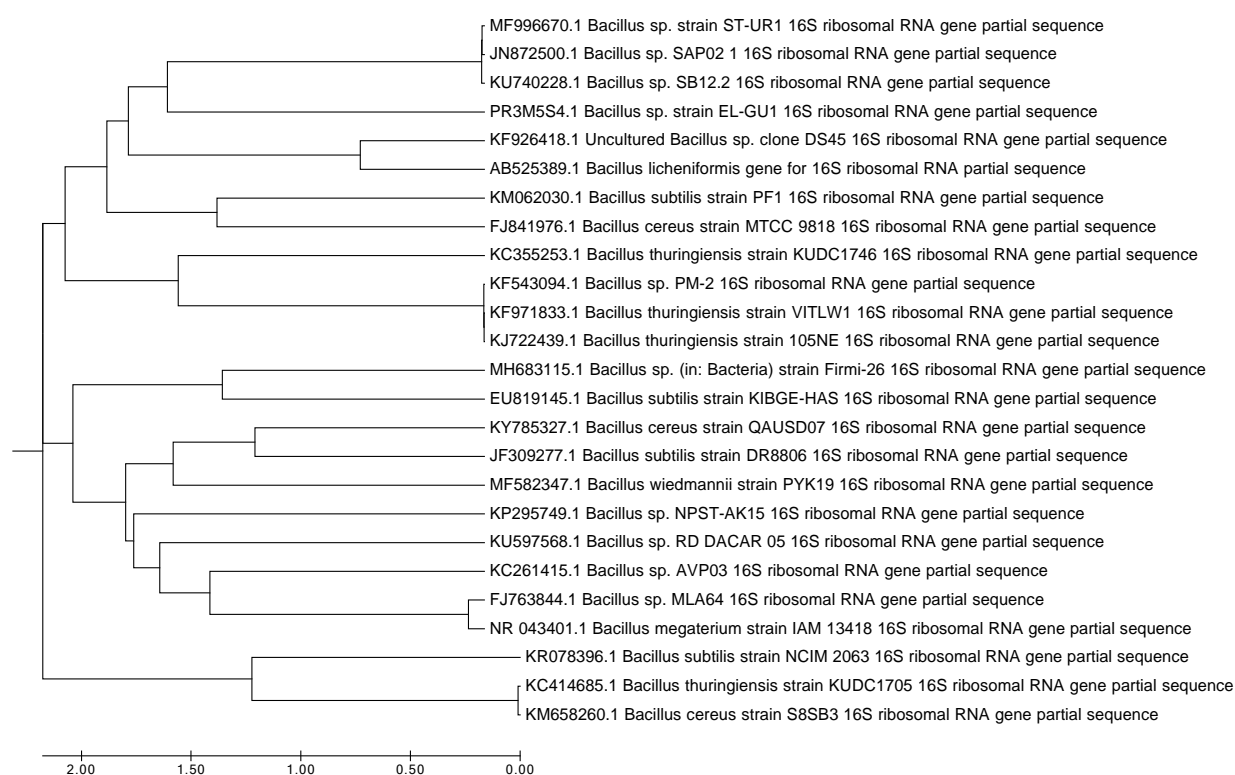 MF996670.1 Bacillus sp. strain ST-UR1 16S ribosomal RNA gene partial sequence
JN872500.1 Bacillus sp. SAP02 1 16S ribosomal RNA gene partial sequence
KU740228.1 Bacillus sp. SB12.2 16S ribosomal RNA gene partial sequence
PR3M5S4.1 Bacillus sp. strain EL-GU1 16S ribosomal RNA gene partial sequence
KF926418.1 Uncultured Bacillus sp. clone DS45 16S ribosomal RNA gene partial sequence
AB525389.1 Bacillus licheniformis gene for 16S ribosomal RNA partial sequence
KM062030.1 Bacillus subtilis strain PF1 16S ribosomal RNA gene partial sequence
FJ841976.1 Bacillus cereus strain MTCC 9818 16S ribosomal RNA gene partial sequence
KC355253.1 Bacillus thuringiensis strain KUDC1746 16S ribosomal RNA gene partial sequence
KF543094.1 Bacillus sp. PM-2 16S ribosomal RNA gene partial sequence
KF971833.1 Bacillus thuringiensis strain VITLW1 16S ribosomal RNA gene partial sequence
KJ722439.1 Bacillus thuringiensis strain 105NE 16S ribosomal RNA gene partial sequence
MH683115.1 Bacillus sp. (in: Bacteria) strain Firmi-26 16S ribosomal RNA gene partial sequence
EU819145.1 Bacillus subtilis strain KIBGE-HAS 16S ribosomal RNA gene partial sequence
KY785327.1 Bacillus cereus strain QAUSD07 16S ribosomal RNA gene partial sequence
JF309277.1 Bacillus subtilis strain DR8806 16S ribosomal RNA gene partial sequence
MF582347.1 Bacillus wiedmannii strain PYK19 16S ribosomal RNA gene partial sequence
KP295749.1 Bacillus sp. NPST-AK15 16S ribosomal RNA gene partial sequence
KU597568.1 Bacillus sp. RD DACAR 05 16S ribosomal RNA gene partial sequence
KC261415.1 Bacillus sp. AVP03 16S ribosomal RNA gene partial sequence
FJ763844.1 Bacillus sp. MLA64 16S ribosomal RNA gene partial sequence
NR 043401.1 Bacillus megaterium strain IAM 13418 16S ribosomal RNA gene partial sequence
KR078396.1 Bacillus subtilis strain NCIM 2063 16S ribosomal RNA gene partial sequence
KC414685.1 Bacillus thuringiensis strain KUDC1705 16S ribosomal RNA gene partial sequence
KM658260.1 Bacillus cereus strain S8SB3 16S ribosomal RNA gene partial sequence
2.00 1.50 1.00 0.50 0.00